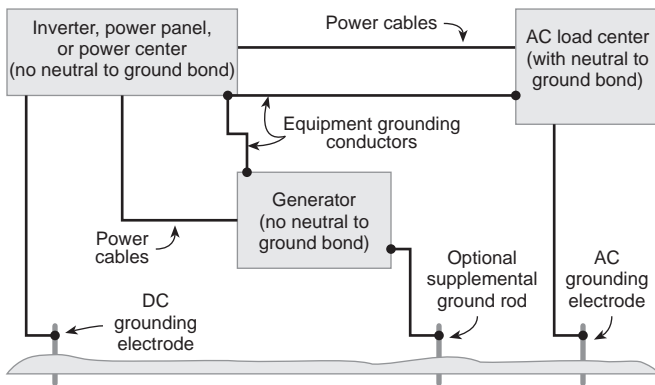 Inverter, power panel,
or power center
(no neutral to ground bond)
Power cables
AC load center
(with neutral to
ground bond)
Equipment grounding
conductors
Generator
(no neutral to
ground bond)
Power
cables
DC
grounding
electrode
Optional
supplemental
ground rod
AC
grounding
electrode